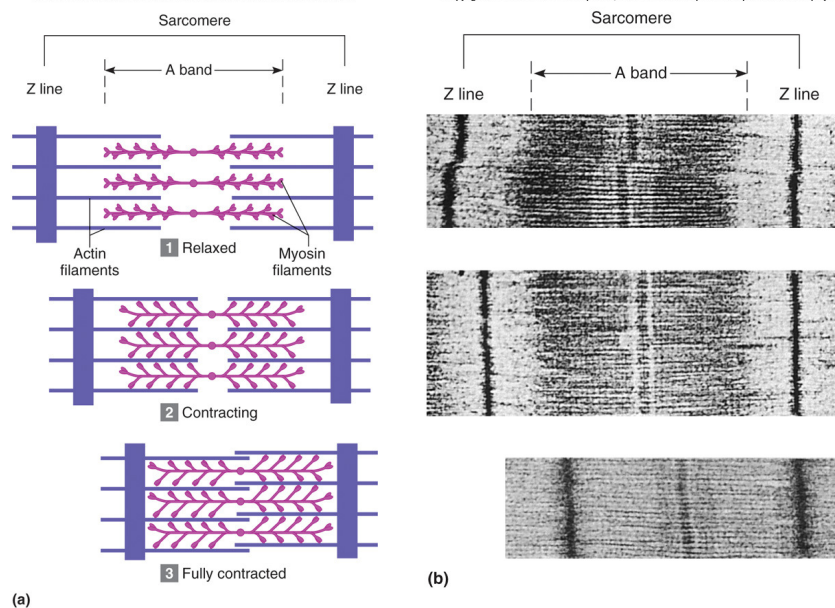 Sarcomere
A band
Z line
Z line
Actin
filaments
1 Relaxed
Myosin
filaments
2 Contracting
3 Fully contracted
(a)
Sarcomere
A band
Z line
Z line
(b)